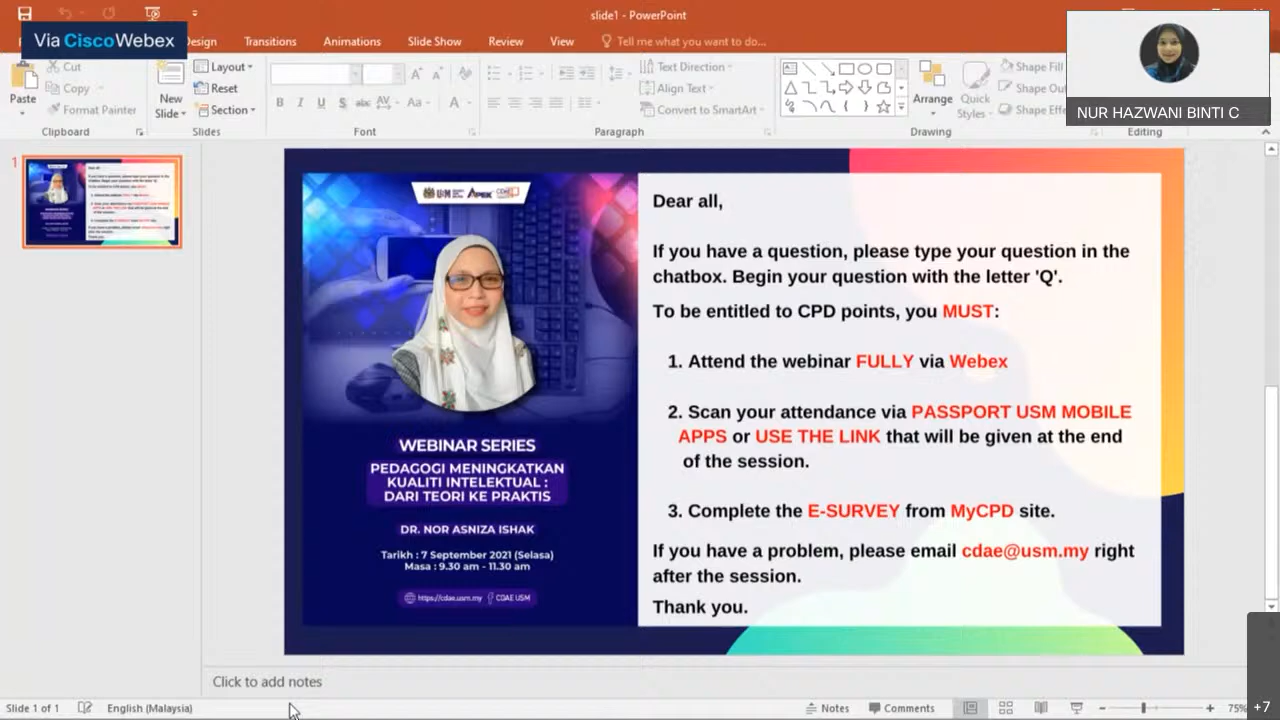 slide1 - PowerPoint
Via CiscoWebex
Design Transitions Animations Slide Show Review View Tell me what you want to do...
NUR HAZWANI BINTI C
Paste
Cut
Copy
Format Painter
Clipboard
New
Slide
Layout
Reset
Section
Slides
B I U S abc AV Aa A
Font
Text Direction
Align Text
Convert to SmartArt
Paragraph
Arrange
Quick
Styles
Shape Fill
Shape
Shape
Drawing
Editing
1
USM APEX
WEBINAR SERIES
PEDAGOGI MENINGKATKAN
KUALITI INTELEKTUAL :
DARI TEORI KE PRAKTIS
DR. NOR ASNIZA ISHAK
Tarikh : 7 September 2021 (Selasa)
Masa : 9.30 am - 11.30 am
https://cdae.usm.my CDAE USM
Dear all,
If you have a question, please type your question in the
chatbox. Begin your question with the letter 'Q'.
To be entitled to CPD points, you MUST:
1. Attend the webinar FULLY via Webex
2. Scan your attendance via PASSPORT USM MOBILE
APPS or USE THE LINK that will be given at the end
of the session.
3. Complete the E-SURVEY from MyCPD site.
If you have a problem, please email cdae@usm.my right
after the session.
Thank you.
Click to add notes
Slide 1 of 1 English (Malaysia) Notes Comments 75%
+7